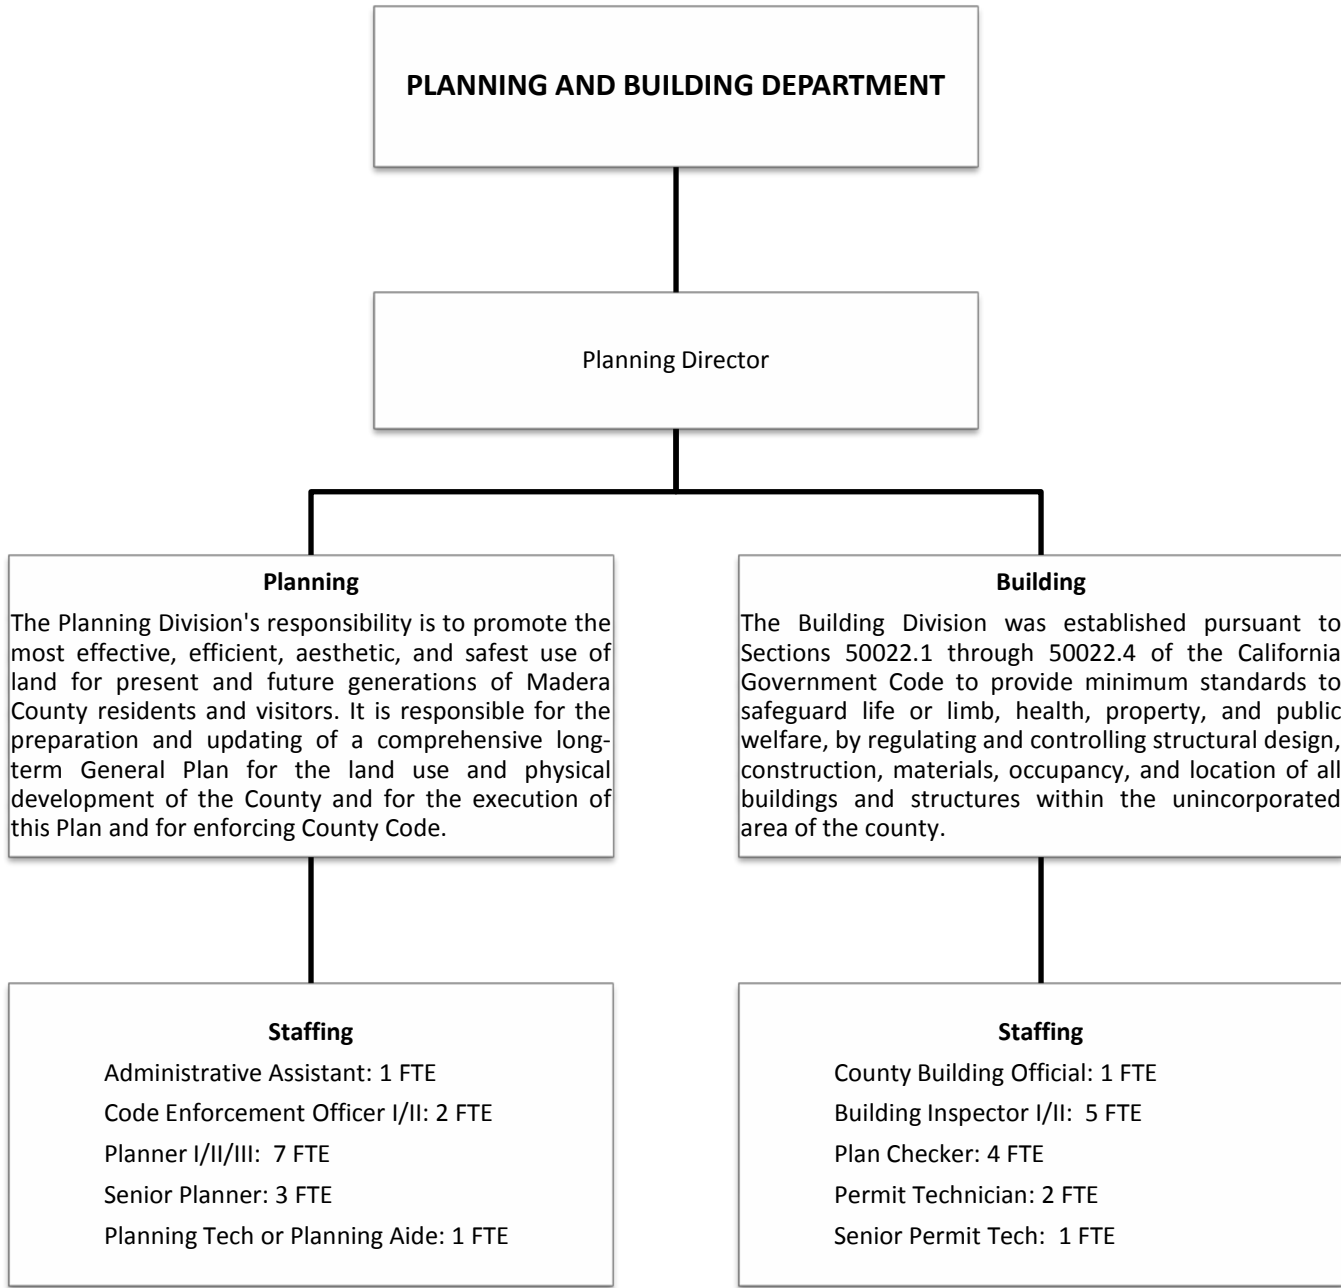 PLANNING AND BUILDING DEPARTMENT
Planning Director
Planning
The Planning Division's responsibility is to promote the
most effective, efficient, aesthetic, and safest use of
land for present and future generations of Madera
County residents and visitors. It is responsible for the
preparation and updating of a comprehensive long-
term General Plan for the land use and physical
development of the County and for the execution of
this Plan and for enforcing County Code.
Building
The Building Division was established pursuant to
Sections 50022.1 through 50022.4 of the California
Government Code to provide minimum standards to
safeguard life or limb, health, property, and public
welfare, by regulating and controlling structural design,
construction, materials, occupancy, and location of all
buildings and structures within the unincorporated
area of the county.
Staffing
Administrative Assistant: 1 FTE
Code Enforcement Officer I/II: 2 FTE
Planner I/II/III:  7 FTE
Senior Planner: 3 FTE
Planning Tech or Planning Aide: 1 FTE
Staffing
County Building Official: 1 FTE
Building Inspector I/II:  5 FTE
Plan Checker: 4 FTE
Permit Technician: 2 FTE
Senior Permit Tech:  1 FTE